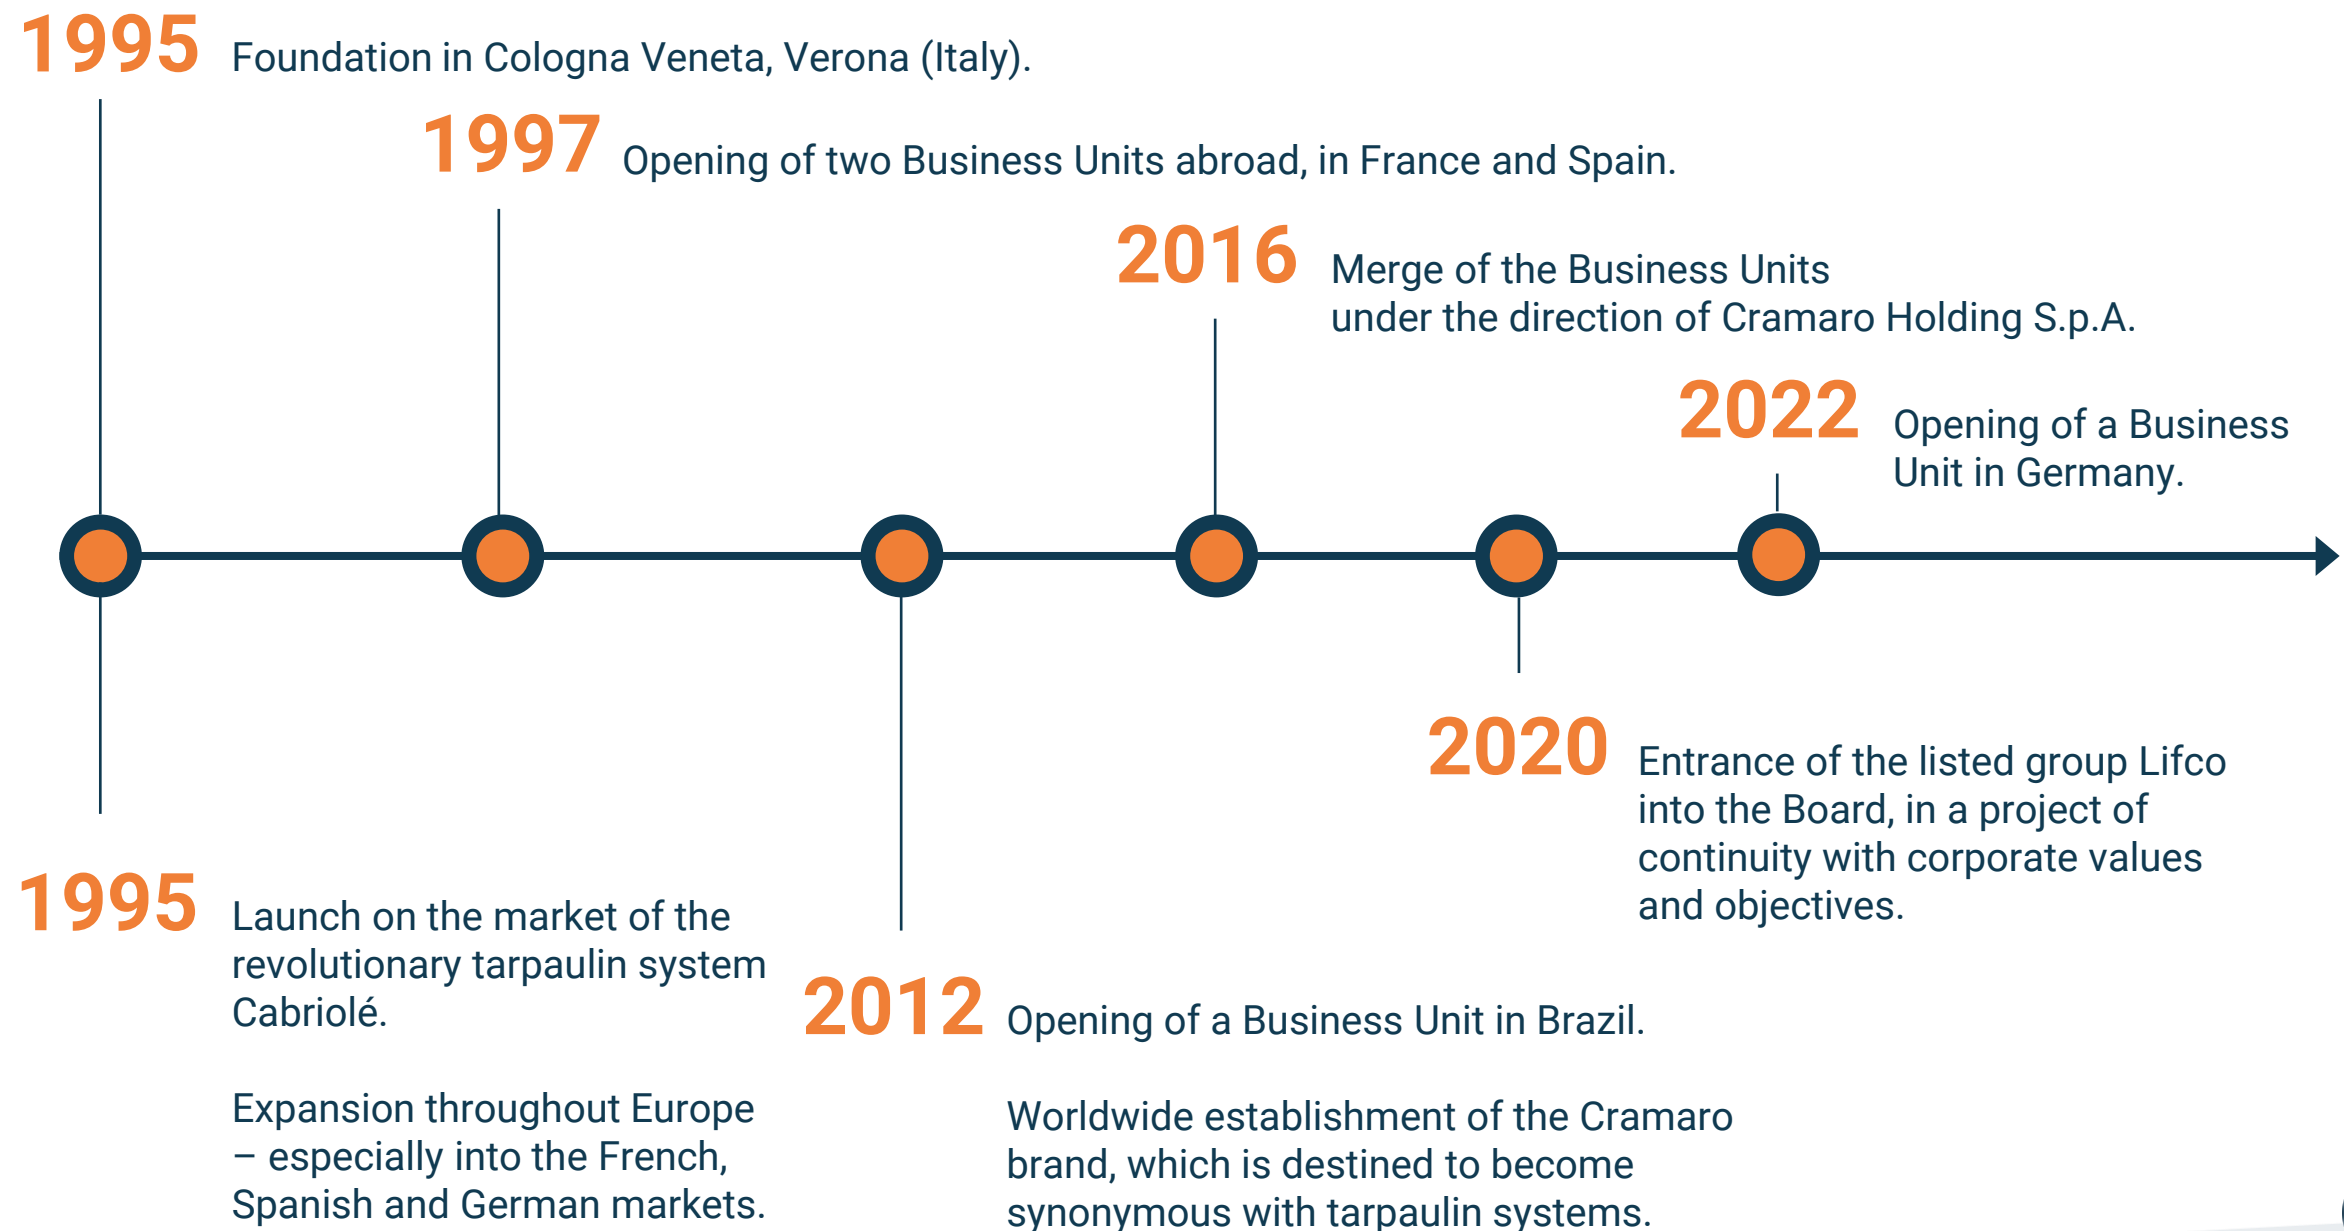 1995 Foundation in Cologna Veneta, Verona (Italy).
1997 Opening of two Business Units abroad, in France and Spain.
2016 Merge of the Business Units
under the direction of Cramaro Holding S.p.A.
2022 Opening of a Business
Unit in Germany.
2020 Entrance of the listed group Lifco
into the Board, in a project of
continuity with corporate values
and objectives.
1995 Launch on the market of the
revolutionary tarpaulin system
Cabriolé.
Expansion throughout Europe
– especially into the French,
Spanish and German markets.
2012 Opening of a Business Unit in Brazil.
Worldwide establishment of the Cramaro
brand, which is destined to become
synonymous with tarpaulin systems.